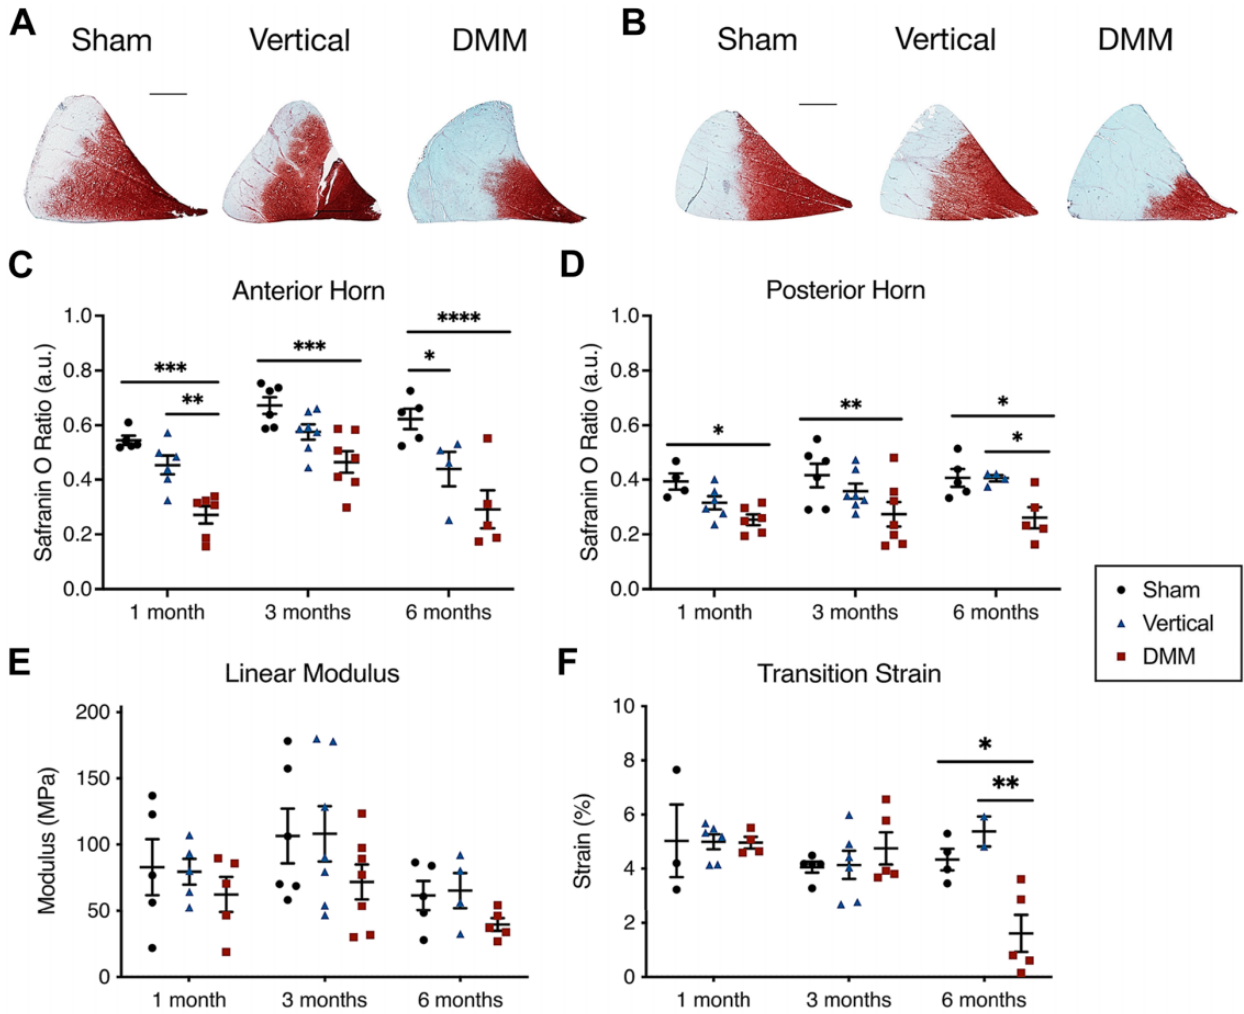 A
Sham Vertical DMM
B
Sham Vertical DMM
C
Anterior Horn
Safranin O Ratio (a.u.)
1.0
0.8
0.6
0.4
0.2
0.0
***
**
***
****
*
1 month 3 months 6 months
D
Posterior Horn
Safranin O Ratio (a.u.)
1.0
0.8
0.6
0.4
0.2
0.0
*
**
*
*
1 month 3 months 6 months
Sham
Vertical
DMM
E
Linear Modulus
Modulus (MPa)
200
150
100
50
0
1 month 3 months 6 months
F
Transition Strain
Strain (%)
10
8
6
4
2
0
*
**
1 month 3 months 6 months